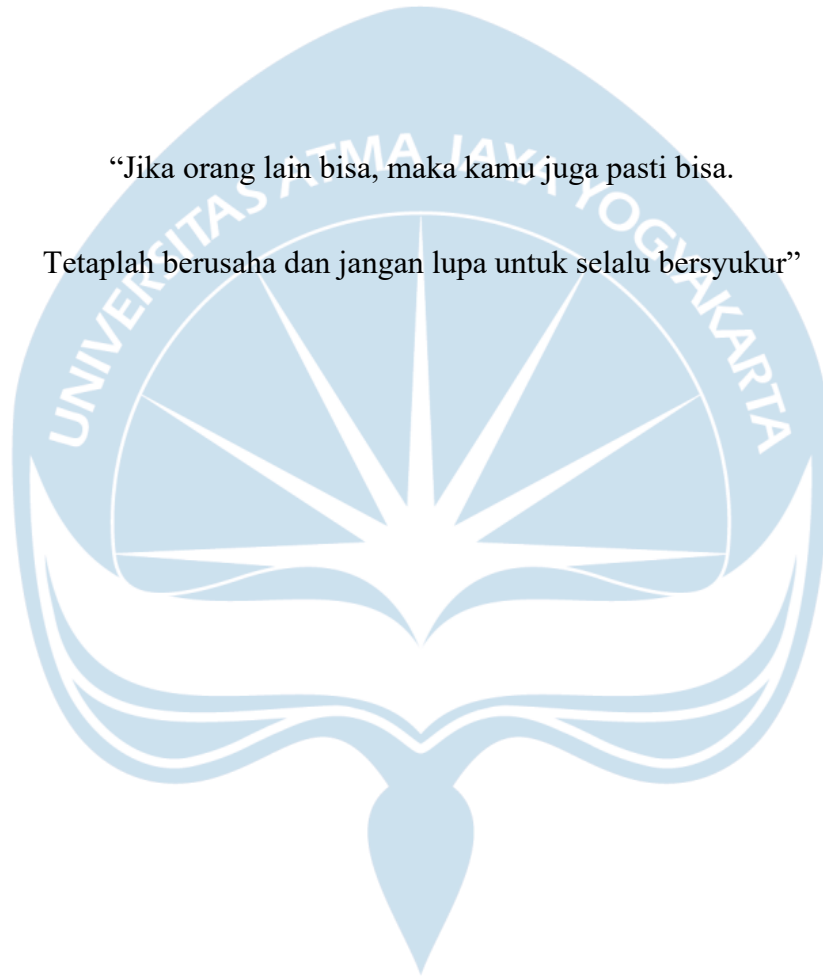 “Jika orang lain bisa, maka kamu juga pasti bisa.
Tetaplah berusaha dan jangan lupa untuk selalu bersyukur”
UNIVERSITAS ATMA JAYA YOGYAKARTA